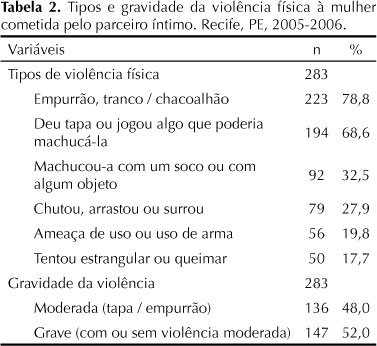 Tabela 2. Tipos e gravidade da violência física à mulher
cometida pelo parceiro íntimo. Recife, PE, 2005-2006.
Variáveis n %
Tipos de violência física 283
Empurrão, tranco / chacoalhão 223 78,8
Deu tapa ou jogou algo que poderia
machucá-la 194 68,6
Machucou-a com um soco ou com
algum objeto 92 32,5
Chutou, arrastou ou surrou 79 27,9
Ameaça de uso ou uso de arma 56 19,8
Tentou estrangular ou queimar 50 17,7
Gravidade da violência 283
Moderada (tapa / empurrão) 136 48,0
Grave (com ou sem violência moderada) 147 52,0